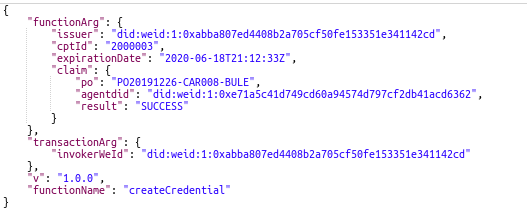 {
    "functionArg": {
        "issuer": "did:weid:1:0xabba807ed4408b2a705cf50fe153351e341142cd",
        "cptId": "2000003",
        "expirationDate": "2020-06-18T21:12:33Z",
        "claim": {
            "po": "PO20191226-CAR008-BULE",
            "agentdid": "did:weid:1:0xe71a5c41d749cd60a94574d797cf2db41acd6362",
            "result": "SUCCESS"
        }
    },
    "transactionArg": {
        "invokerWeId": "did:weid:1:0xabba807ed4408b2a705cf50fe153351e341142cd"
    },
    "v": "1.0.0",
    "functionName": "createCredential"
}